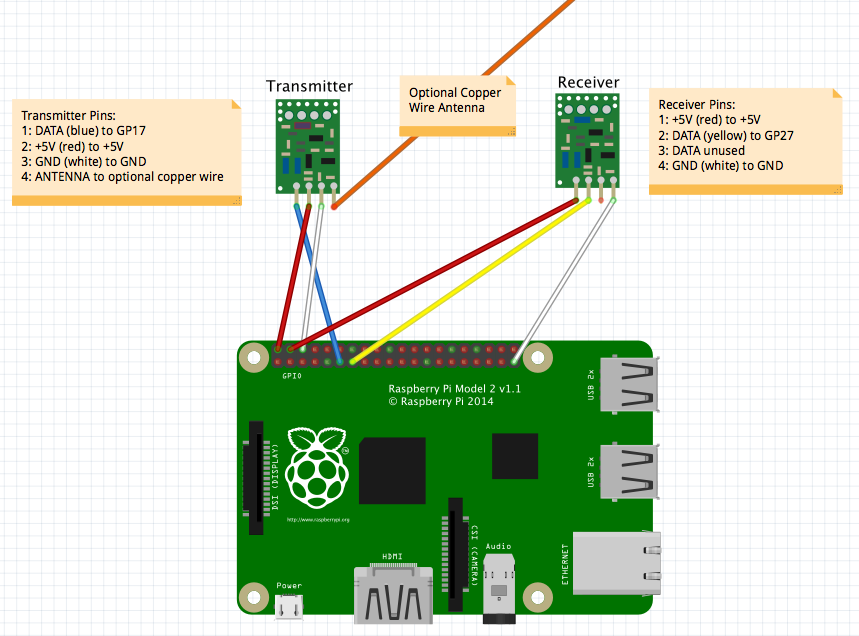 Transmitter
Receiver
Optional Copper
Wire Antenna
Transmitter Pins:
1: DATA (blue) to GP17
2: +5V (red) to +5V
3: GND (white) to GND
4: ANTENNA to optional copper wire
Receiver Pins:
1: +5V (red) to +5V
2: DATA (yellow) to GP27
3: DATA unused
4: GND (white) to GND
GPIO
Raspberry Pi Model 2 v1.1
© Raspberry Pi 2014
USB 2x
DSI (DISPLAY)
TM
http://www.raspberrypi.org
USB 2x
CSI (CAMERA)
Audio
ETHERNET
HDMI
Power